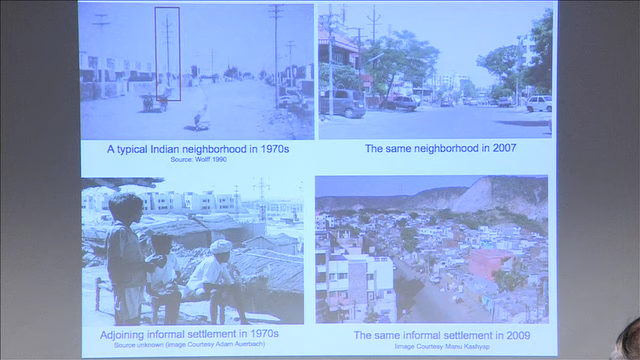 A typical Indian neighborhood in 1970s
Source: Wolff 1990
The same neighborhood in 2007
Adjoining informal settlement in 1970s
Source unknown (image Courtesy Adam Auerbach)
The same informal settlement in 2009
(Image Courtesy Manu Kashyap